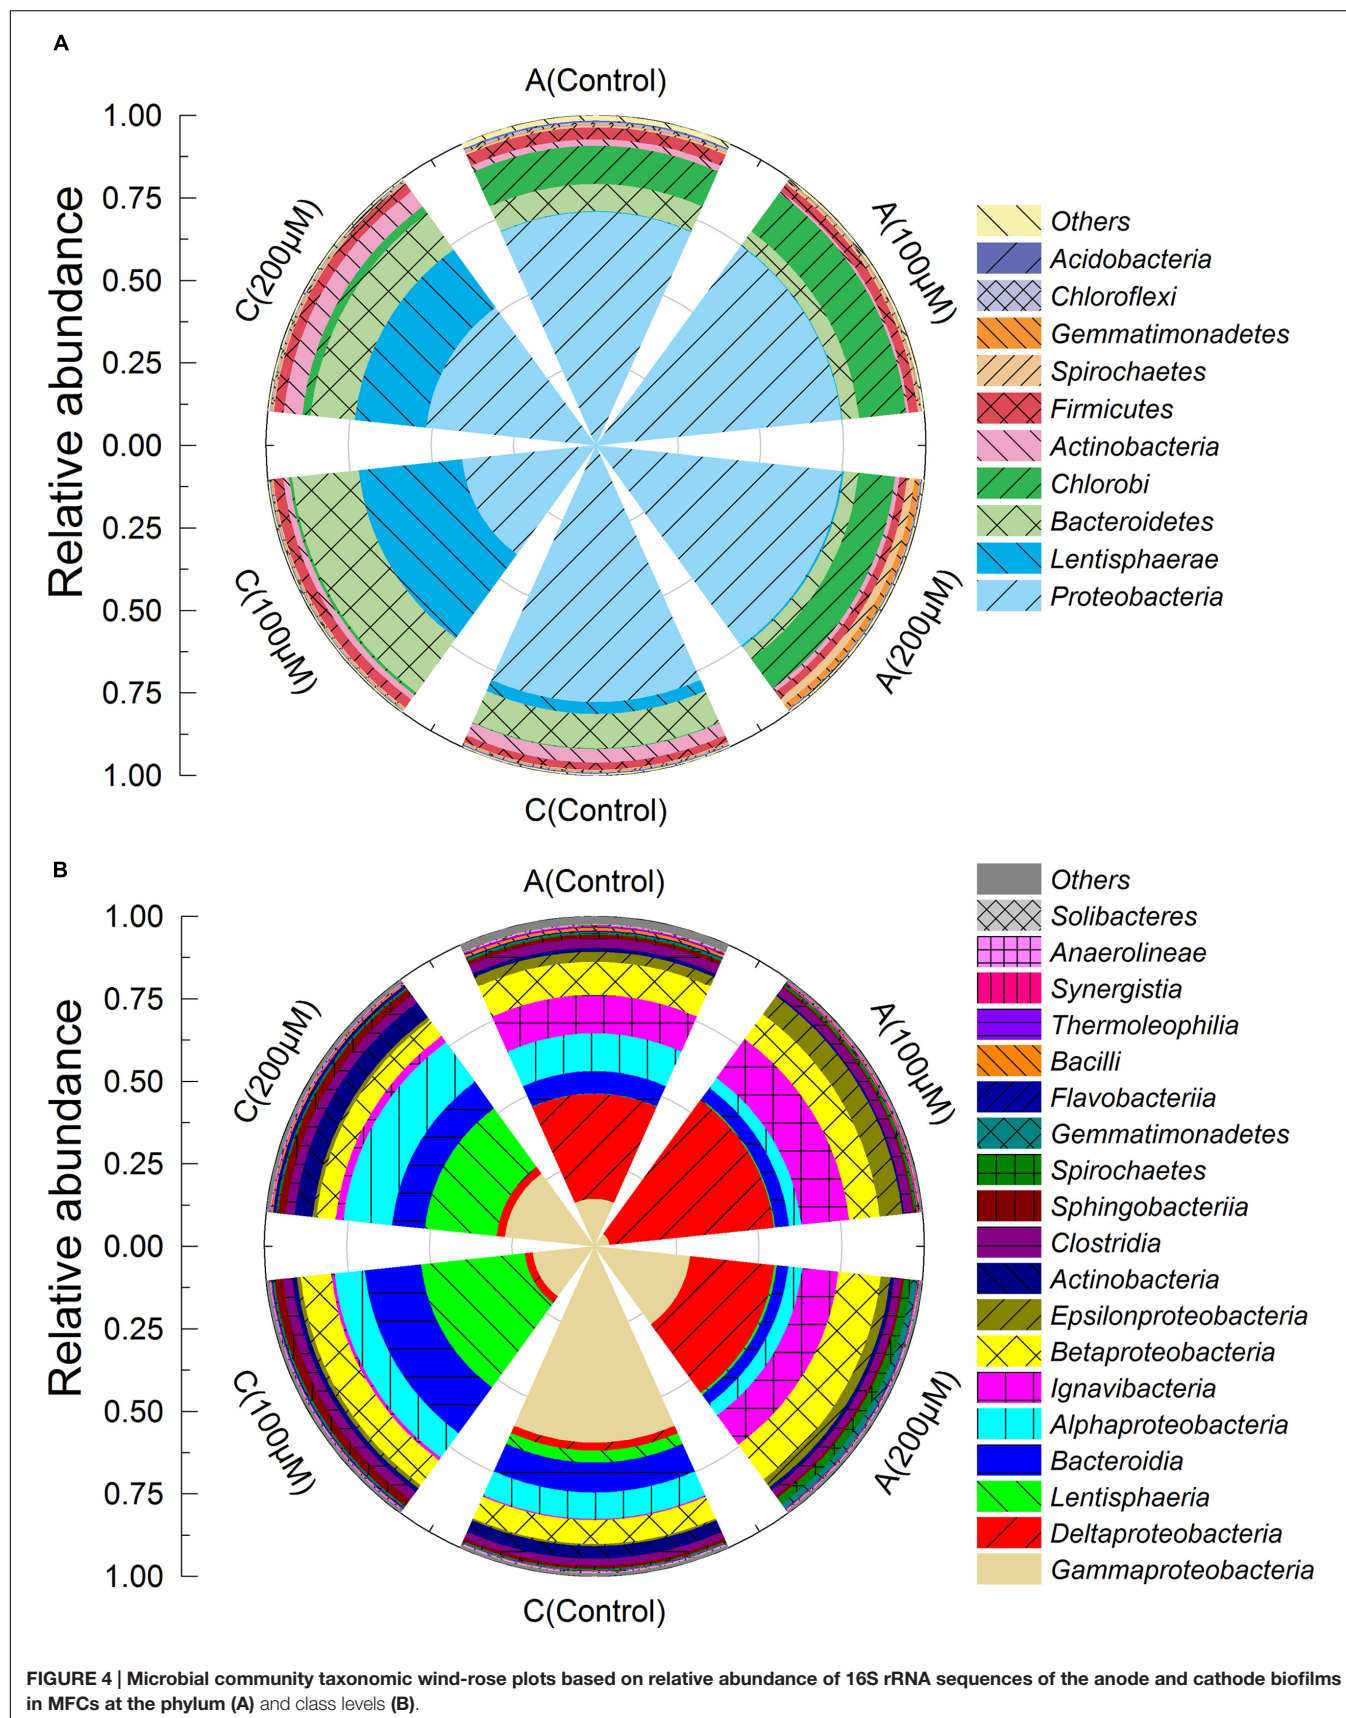 A
A(Control)
A(100μM)
A(200μM)
C(Control)
C(100μM)
C(200μM)
Relative abundance
1.00
0.75
0.50
0.25
0.00
0.25
0.50
0.75
1.00
Others
Acidobacteria
Chloroflexi
Gemmatimonadetes
Spirochaetes
Firmicutes
Actinobacteria
Chlorobi
Bacteroidetes
Lentisphaerae
Proteobacteria
B
A(Control)
A(100μM)
A(200μM)
C(Control)
C(100μM)
C(200μM)
Relative abundance
1.00
0.75
0.50
0.25
0.00
0.25
0.50
0.75
1.00
Others
Solibacteres
Anaerolineae
Synergistia
Thermoleophilia
Bacilli
Flavobacteriia
Gemmatimonadetes
Spirochaetes
Sphingobacteriia
Clostridia
Actinobacteria
Epsilonproteobacteria
Betaproteobacteria
Ignavibacteria
Alphaproteobacteria
Bacteroidia
Lentisphaeria
Deltaproteobacteria
Gammaproteobacteria
FIGURE 4 | Microbial community taxonomic wind-rose plots based on relative abundance of 16S rRNA sequences of the anode and cathode biofilms
in MFCs at the phylum (A) and class levels (B).